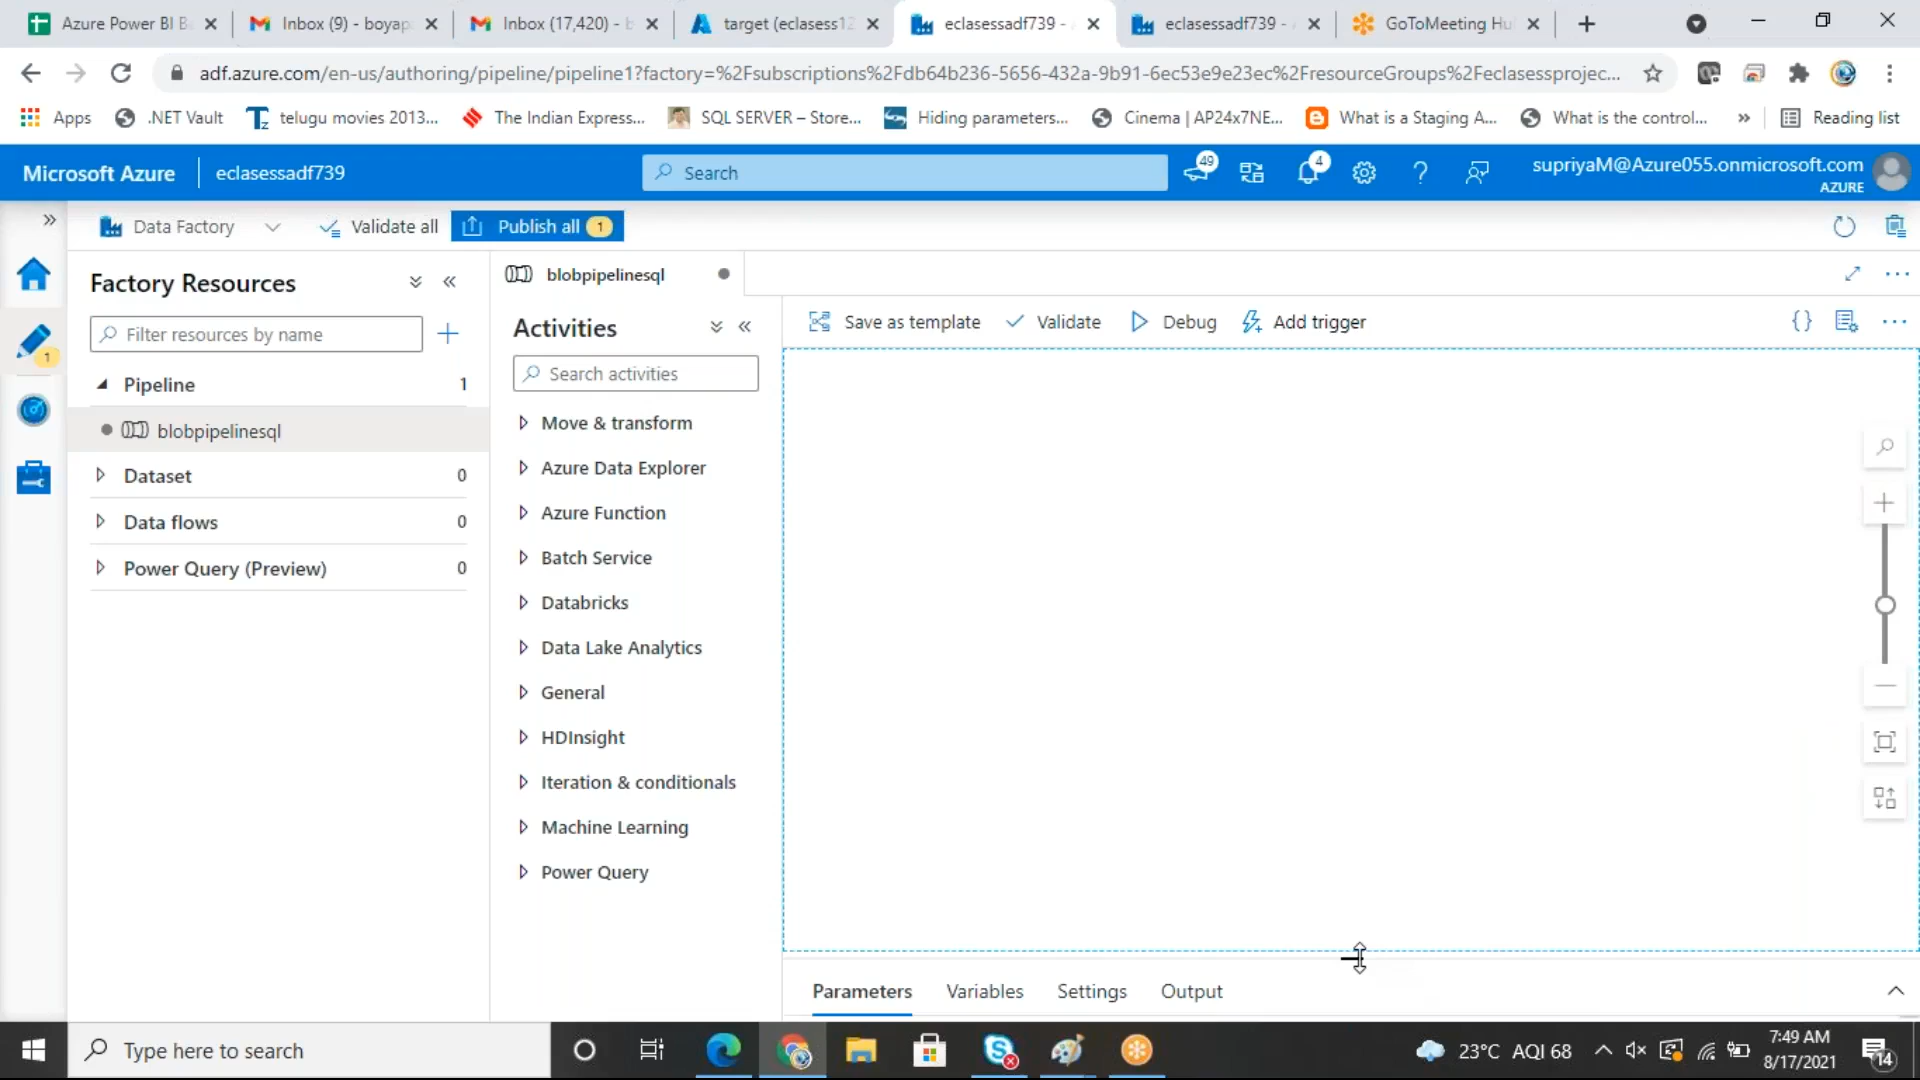 Azure Power BI B
Inbox (9) - boyap
Inbox (17,420) - b
target (eclasess12
eclasessadf739 -
eclasessadf739 -
GoToMeeting Hu
adf.azure.com/en-us/authoring/pipeline/pipeline1?factory=%2Fsubscriptions%2Fdb64b236-5656-432a-9b91-6ec53e9e23ec%2FresourceGroups%2Feclasessprojec...
Apps
.NET Vault
telugu movies 2013...
The Indian Express...
SQL SERVER – Store...
Hiding parameters...
Cinema | AP24x7NE...
What is a Staging A...
What is the control...
»
Reading list
Microsoft Azure
eclasessadf739
Search
49
4
supriyaM@Azure055.onmicrosoft.com
AZURE
Data Factory
Validate all
Publish all 1
Factory Resources
Filter resources by name
1
Pipeline 1
blobpipelinesql
Dataset 0
Data flows 0
Power Query (Preview) 0
blobpipelinesql
Activities
Search activities
Move & transform
Azure Data Explorer
Azure Function
Batch Service
Databricks
Data Lake Analytics
General
HDInsight
Iteration & conditionals
Machine Learning
Power Query
Save as template
Validate
Debug
Add trigger
{}
Parameters
Variables
Settings
Output
Type here to search
23°C AQI 68
7:49 AM
8/17/2021
14